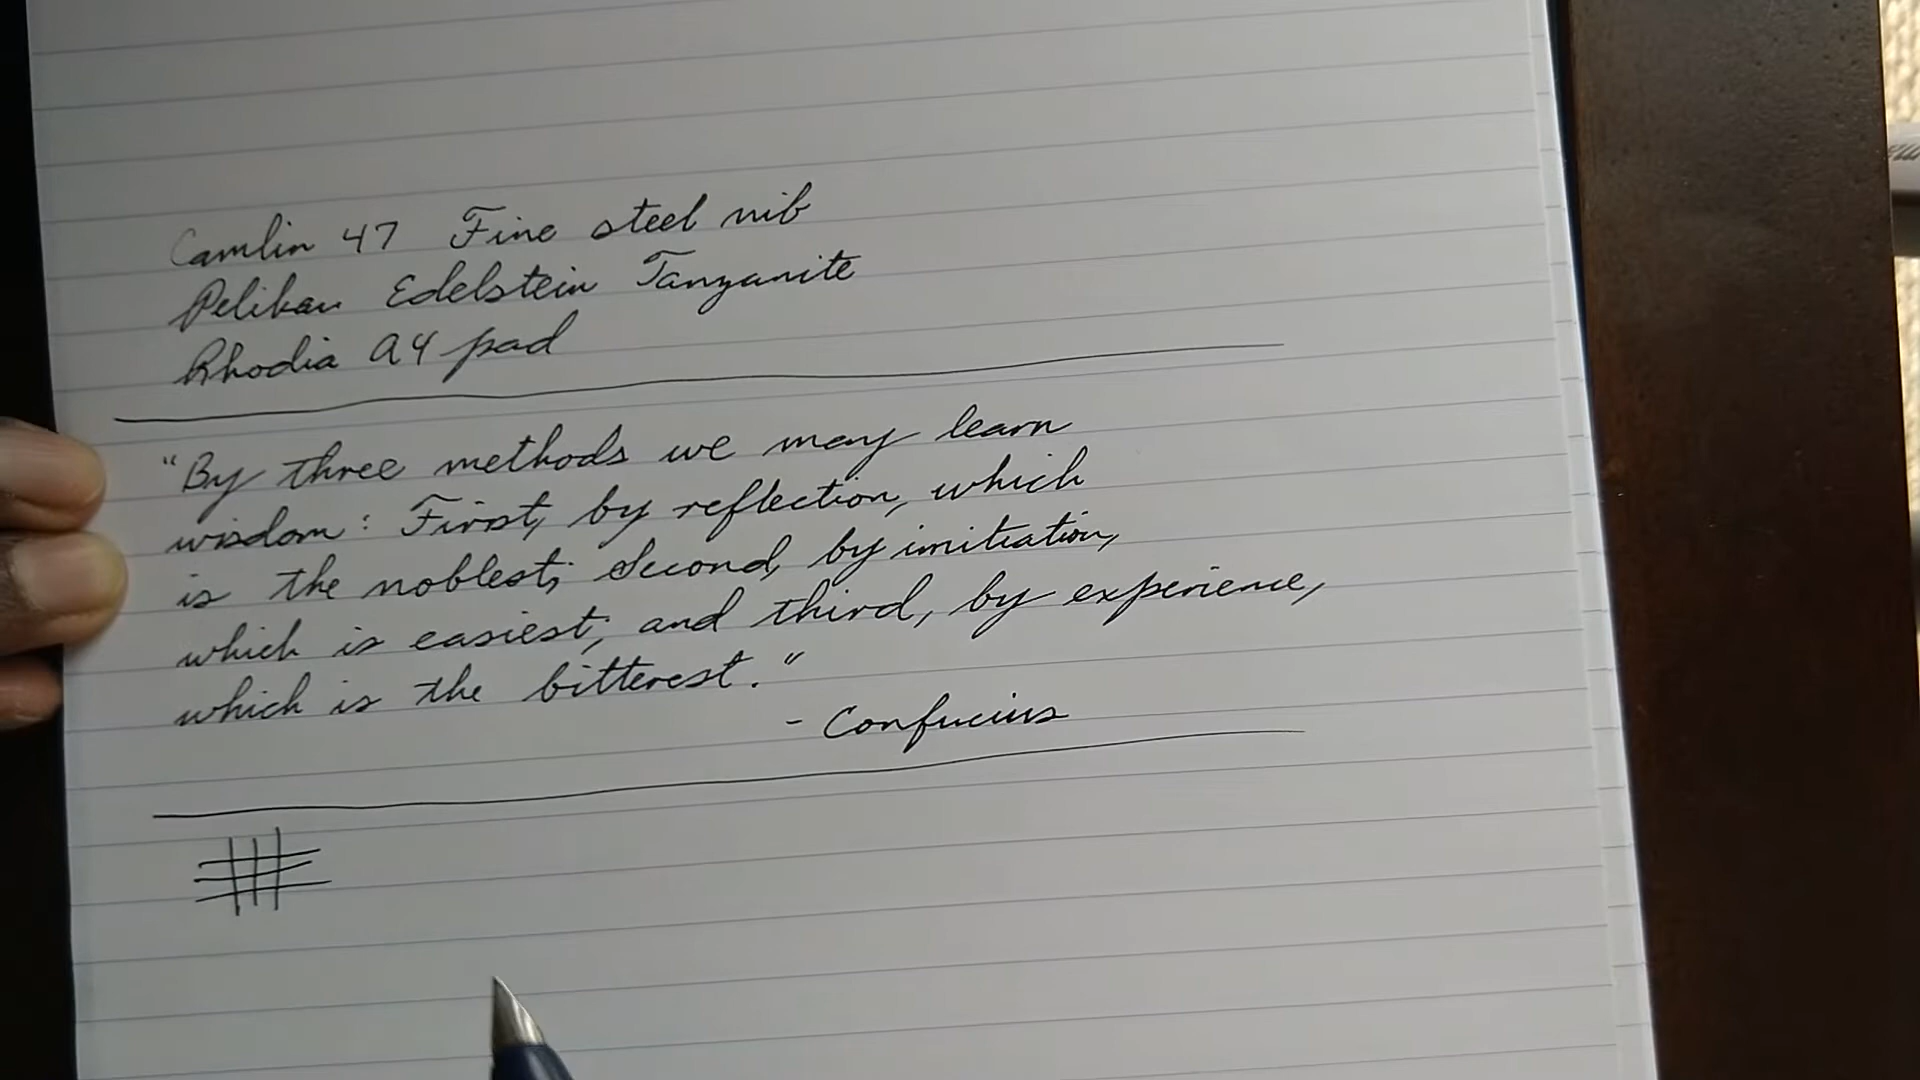 Camlin 47 Fine steel nib
Pelikan Edelstein Tanzanite
Rhodia A4 pad
"By three methods we may learn
wisdom: First, by reflection, which
is the noblest; Second, by imitation,
which is easiest; and third, by experience,
which is the bitterest."
- Confucius